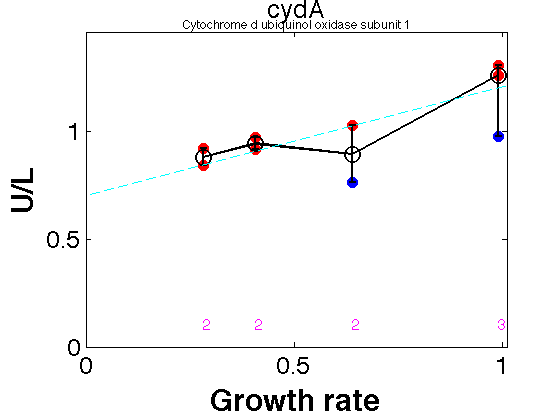 cydA
Cytochrome d ubiquinol oxidase subunit 1
1
0.5
0
U/L
2 2 2 3
0 0.5 1
Growth rate